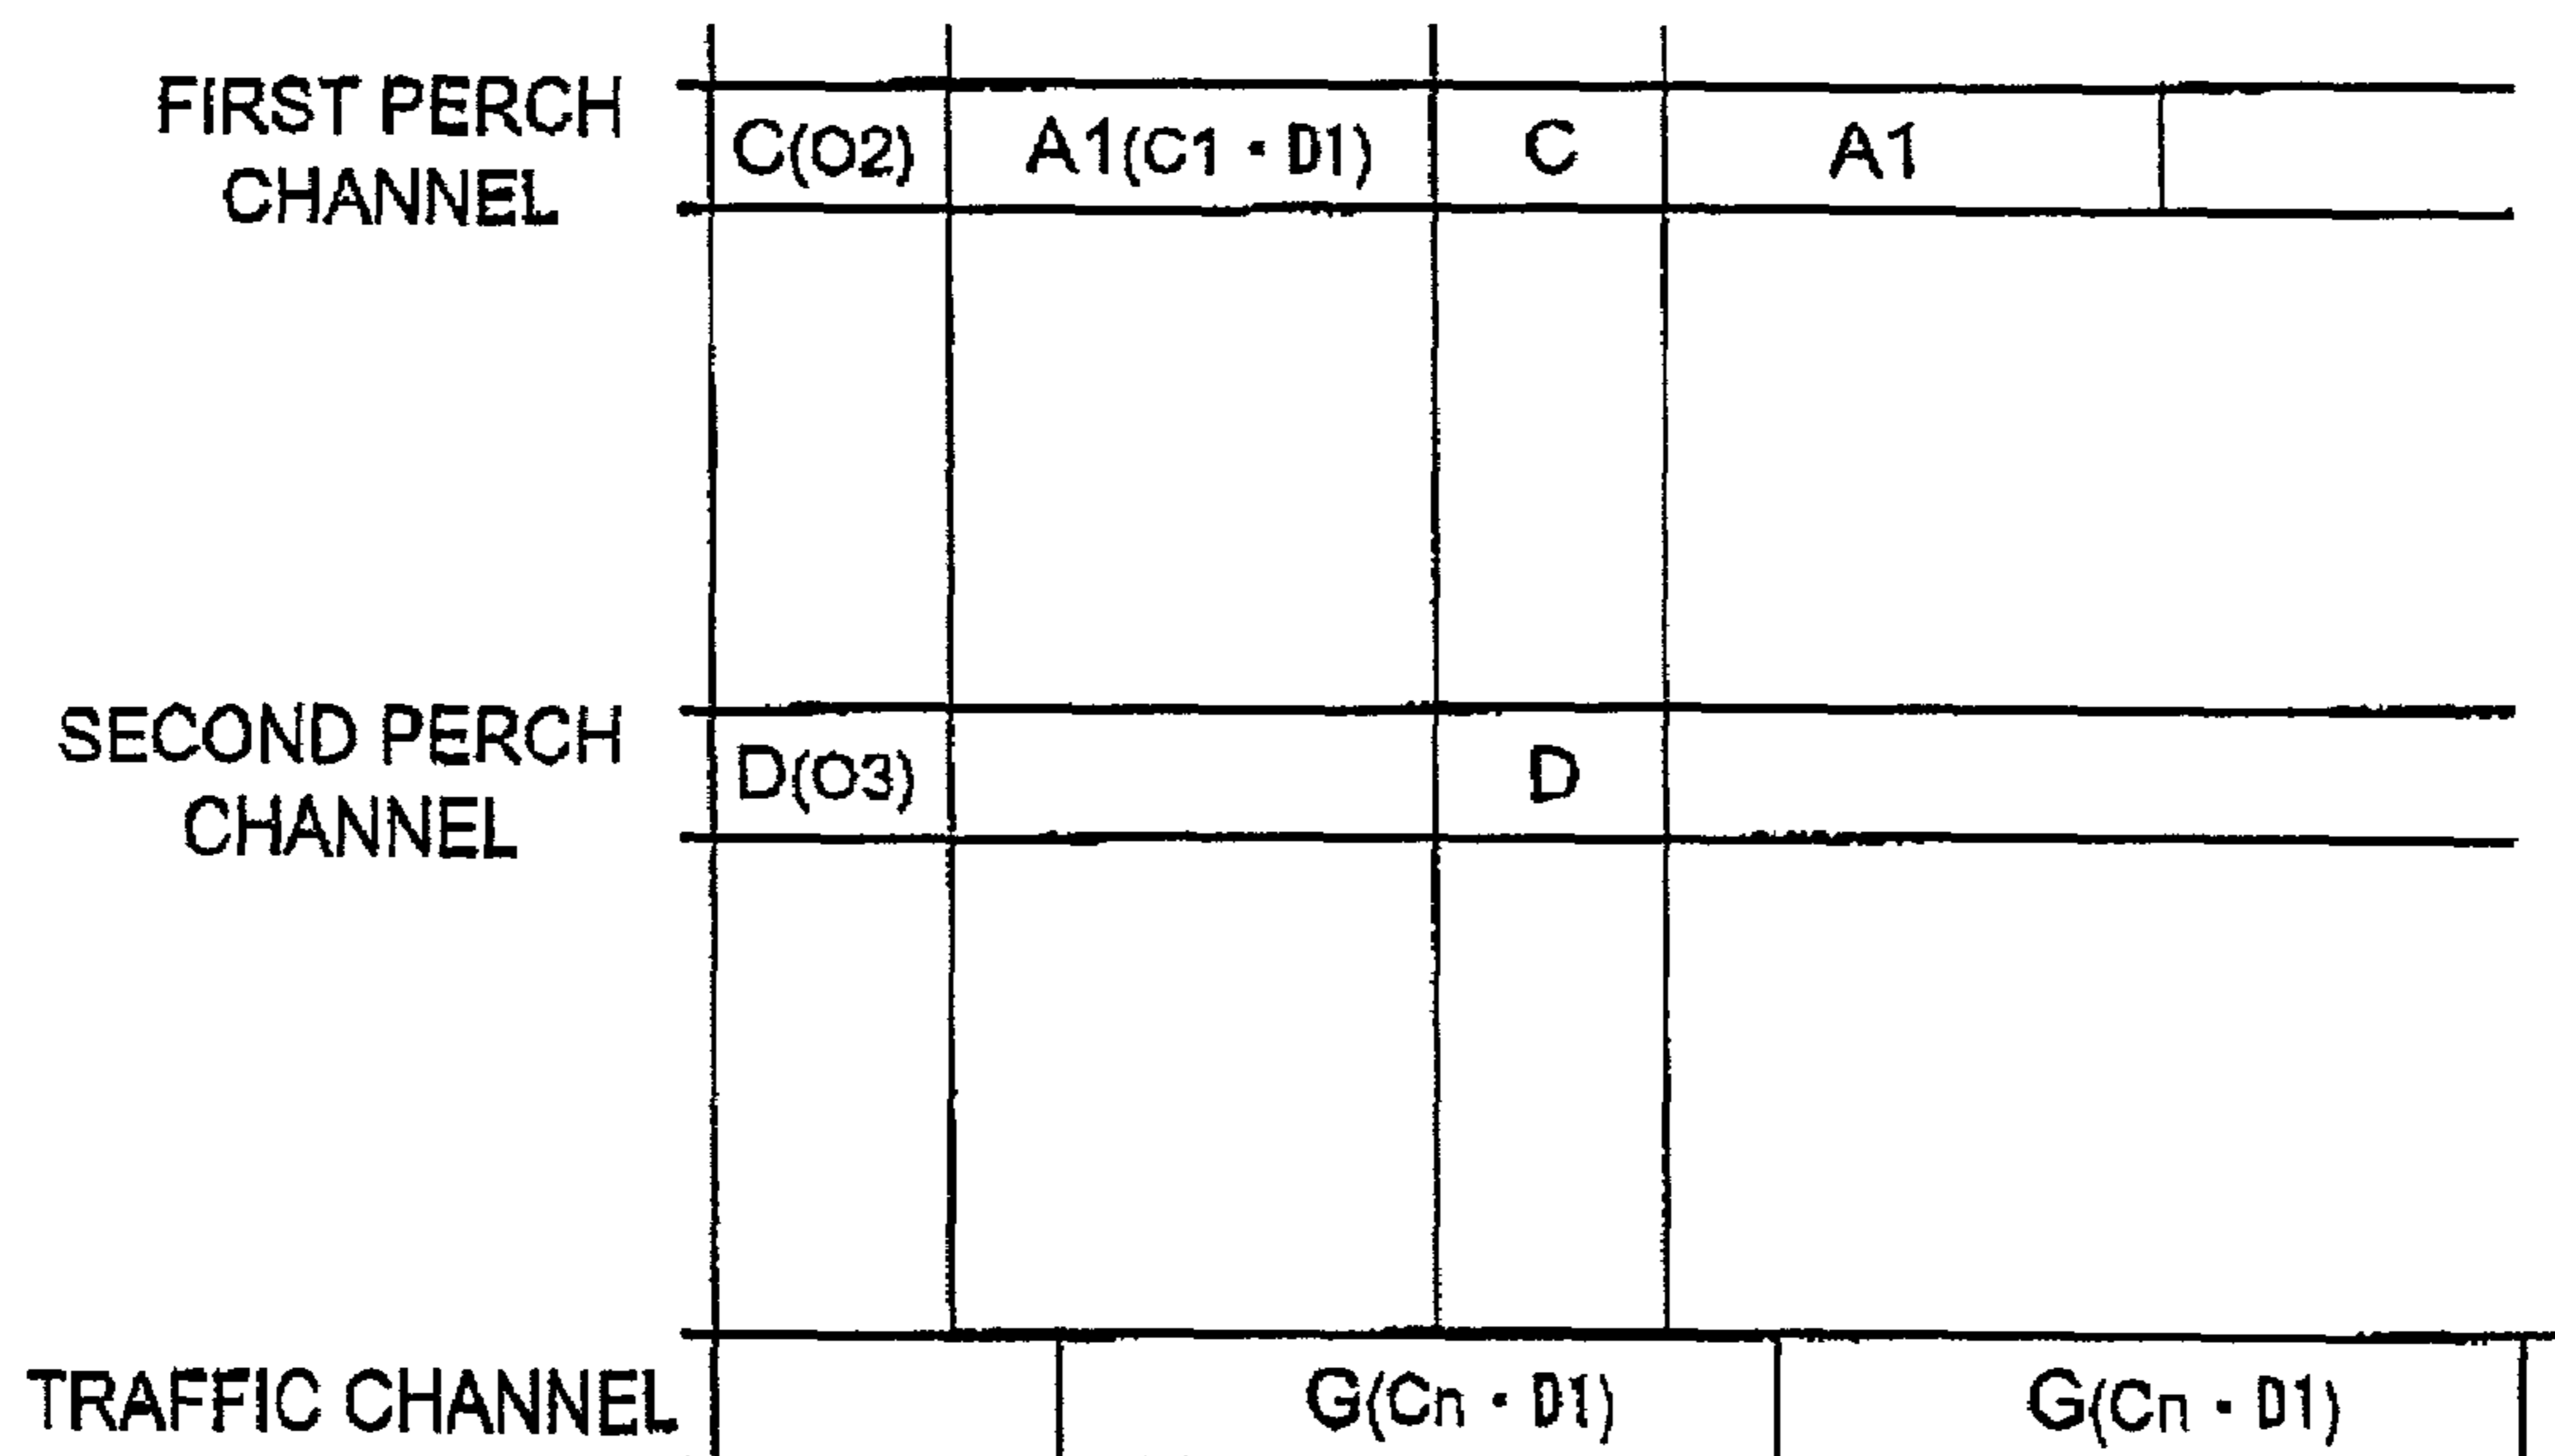 FIRST PERCH
CHANNEL
C(O2) A1(C1・D1) C A1
SECOND PERCH
CHANNEL
D(O3) D
TRAFFIC CHANNEL G(Cn・D1) G(Cn・D1)